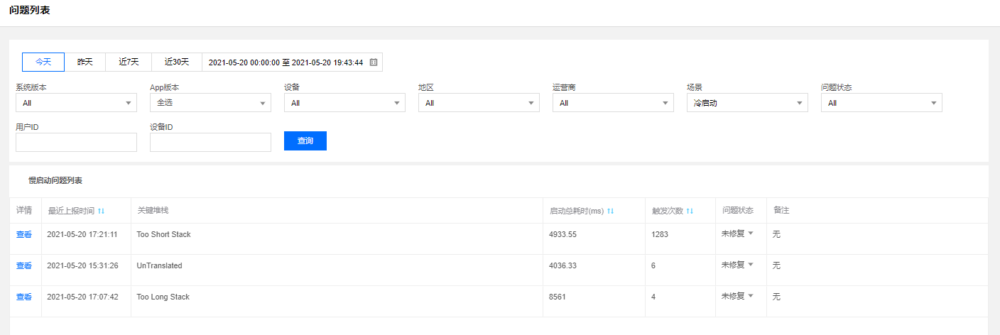 问题列表
今天 昨天 近7天 近30天 2021-05-20 00:00:00 至 2021-05-20 19:43:44
系统版本 App版本 设备 地区 运营商 场景 问题状态
All 全选 All All All 冷启动 All
用户ID 设备ID
查询
慢启动问题列表
详情 最近上报时间 关键堆栈 启动总耗时(ms) 触发次数 问题状态 备注
查看 2021-05-20 17:21:11 Too Short Stack 4933.55 1283 未修复 无
查看 2021-05-20 15:31:26 UnTranslated 4036.33 6 未修复 无
查看 2021-05-20 17:07:42 Too Long Stack 8561 4 未修复 无